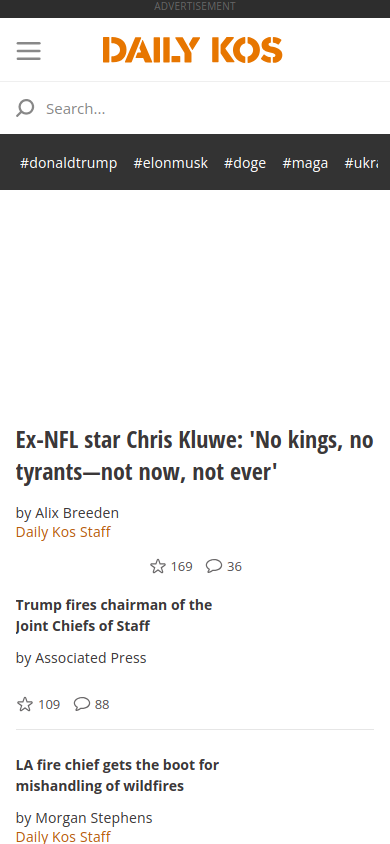 ADVERTISEMENT
DAILY KOS
Search...
#donaldtrump #elonmusk #doge #maga #ukra
Ex-NFL star Chris Kluwe: 'No kings, no
tyrants—not now, not ever'
by Alix Breeden
Daily Kos Staff
169 36
Trump fires chairman of the
Joint Chiefs of Staff
by Associated Press
109 88
LA fire chief gets the boot for
mishandling of wildfires
by Morgan Stephens
Daily Kos Staff